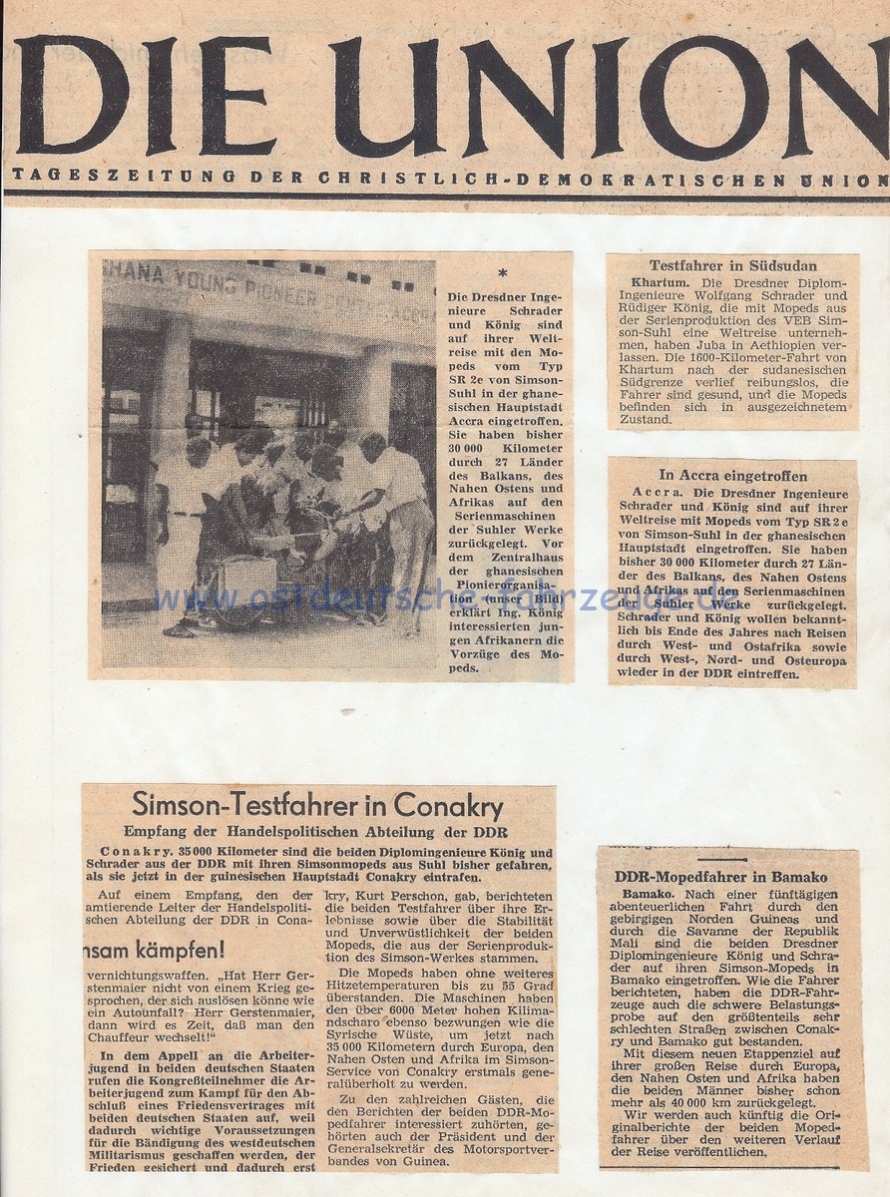 DIE UNION
TAGESZEITUNG DER CHRISTLICH-DEMOKRATISCHEN UNION
HANA YOUNG PIONEER
*
Die Dresdner Inge-
nieure Schrader
und König sind
auf ihrer Welt-
reise mit den Mo-
peds vom Typ
SR 2e von Simson-
Suhl in der ghane-
sischen Hauptstadt
Accra eingetroffen.
Sie haben bisher
30 000 Kilometer
durch 27 Länder
des Balkans, des
Nahen Ostens und
Afrikas auf den
Serienmaschinen
der Suhler Werke
zurückgelegt. Vor
dem Zentralhaus
der ghanesischen
Pionierorganisa-
tion (unser Bild)
erklärt Ing. König
interessierten jun-
gen Afrikanern die
Vorzüge des Mo-
peds.
Testfahrer in Südsudan
Khartum. Die Dresdner Diplom-
Ingenieure Wolfgang Schrader und
Rüdiger König, die mit Mopeds aus
der Serienproduktion des VEB Sim-
son-Suhl eine Weltreise unterneh-
men, haben Juba in Aethiopien ver-
lassen. Die 1600-Kilometer-Fahrt von
Khartum nach der sudanesischen
Südgrenze verlief reibungslos, die
Fahrer sind gesund, und die Mopeds
befinden sich in ausgezeichnetem
Zustand.
In Accra eingetroffen
Accra. Die Dresdner Ingenieure
Schrader und König sind auf ihrer
Weltreise mit Mopeds vom Typ SR 2 e
von Simson-Suhl in der ghanesischen
Hauptstadt eingetroffen. Sie haben
bisher 30 000 Kilometer durch 27 Län-
der des Balkans, des Nahen Ostens
und Afrikas auf den Serienmaschinen
der Suhler Werke zurückgelegt.
Schrader und König wollen bekannt-
lich bis Ende des Jahres nach Reisen
durch West- und Ostafrika sowie
durch West-, Nord- und Osteuropa
wieder in der DDR eintreffen.
www.ostdeutsche-fahrzeuge.de
Simson-Testfahrer in Conakry
Empfang der Handelspolitischen Abteilung der DDR
Conakry. 35 000 Kilometer sind die beiden Diplomingenieure König und
Schrader aus der DDR mit ihren Simsonmopeds aus Suhl bisher gefahren,
als sie jetzt in der guinesischen Hauptstadt Conakry eintrafen.
Auf einem Empfang, den der
amtierende Leiter der Handelspoliti-
schen Abteilung der DDR in Cona-
kry, Kurt Perschon, gab, berichteten
die beiden Testfahrer über ihre Er-
lebnisse sowie über die Stabilität
und Unverwüstlichkeit der beiden
Mopeds, die aus der Serienproduk-
tion des Simson-Werkes stammen.
Die Mopeds haben ohne weiteres
Hitzetemperaturen bis zu 55 Grad
überstanden. Die Maschinen haben
den über 6000 Meter hohen Kilima-
ndscharo ebenso bezwungen wie die
Syrische Wüste, um jetzt nach
35 000 Kilometern durch Europa, den
Nahen Osten und Afrika im Simson-
Service von Conakry erstmals gene-
ralüberholt zu werden.
Zu den zahlreichen Gästen, die
den Berichten der beiden DDR-Mo-
pedfahrer interessiert zuhörten, ge-
hörten auch der Präsident und der
Generalsekretär des Motorsportver-
bandes von Guinea.
nsam kämpfen!
vernichtungswaffen. „Hat Herr Ger-
stenmaier nicht von einem Krieg ge-
sprochen, der sich auslösen könne wie
ein Autounfall? Herr Gerstenmaier,
dann wird es Zeit, daß man den
Chauffeur wechselt!"
In dem Appell an die Arbeiter-
jugend in beiden deutschen Staaten
rufen die Kongreßteilnehmer die Ar-
beiterjugend zum Kampf für den Ab-
schluß eines Friedensvertrages mit
beiden deutschen Staaten auf, weil
dadurch wichtige Voraussetzungen
für die Bändigung des westdeutschen
Militarismus geschaffen werden, der
Frieden gesichert und dadurch erst
DDR-Mopedfahrer in Bamako
Bamako. Nach einer fünftägigen
abenteuerlichen Fahrt durch den
gebirgigen Norden Guineas und
durch die Savanne der Republik
Mali sind die beiden Dresdner
Diplomingenieure König und Schra-
der auf ihren Simson-Mopeds in
Bamako eingetroffen. Wie die Fahrer
berichteten, haben die DDR-Fahr-
zeuge auch die schwere Belastungs-
probe auf den größtenteils sehr
schlechten Straßen zwischen Conak-
ry und Bamako gut bestanden.
Mit diesem neuen Etappenziel auf
ihrer großen Reise durch Europa,
den Nahen Osten und Afrika haben
die beiden Männer bisher schon
mehr als 40 000 km zurückgelegt.
Wir werden auch künftig die Ori-
ginalberichte der beiden Moped-
fahrer über den weiteren Verlauf
der Reise veröffentlichen.